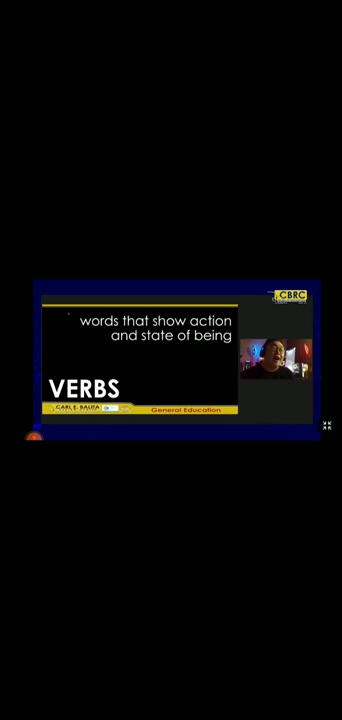 CBRC
words that show action
and state of being
VERBS
CARL E. BALITA
General Education